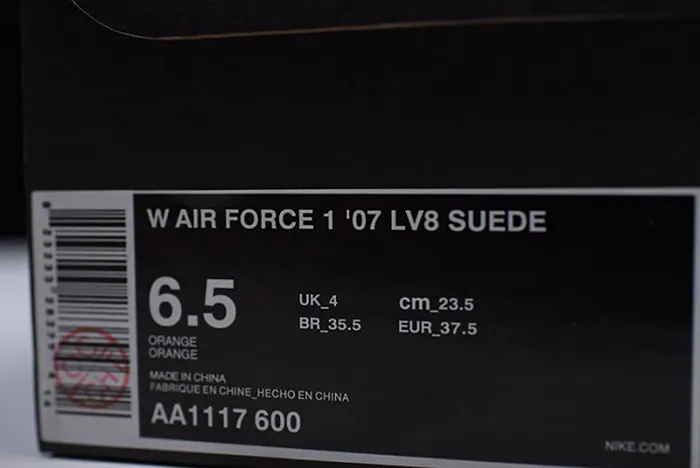 W AIR FORCE 1 '07 LV8 SUEDE
6.5
UK_4 cm_23.5
BR_35.5 EUR_37.5
ORANGE
ORANGE
MADE IN CHINA
FABRIQUE EN CHINE_HECHO EN CHINA
AA1117 600
NIKE.COM